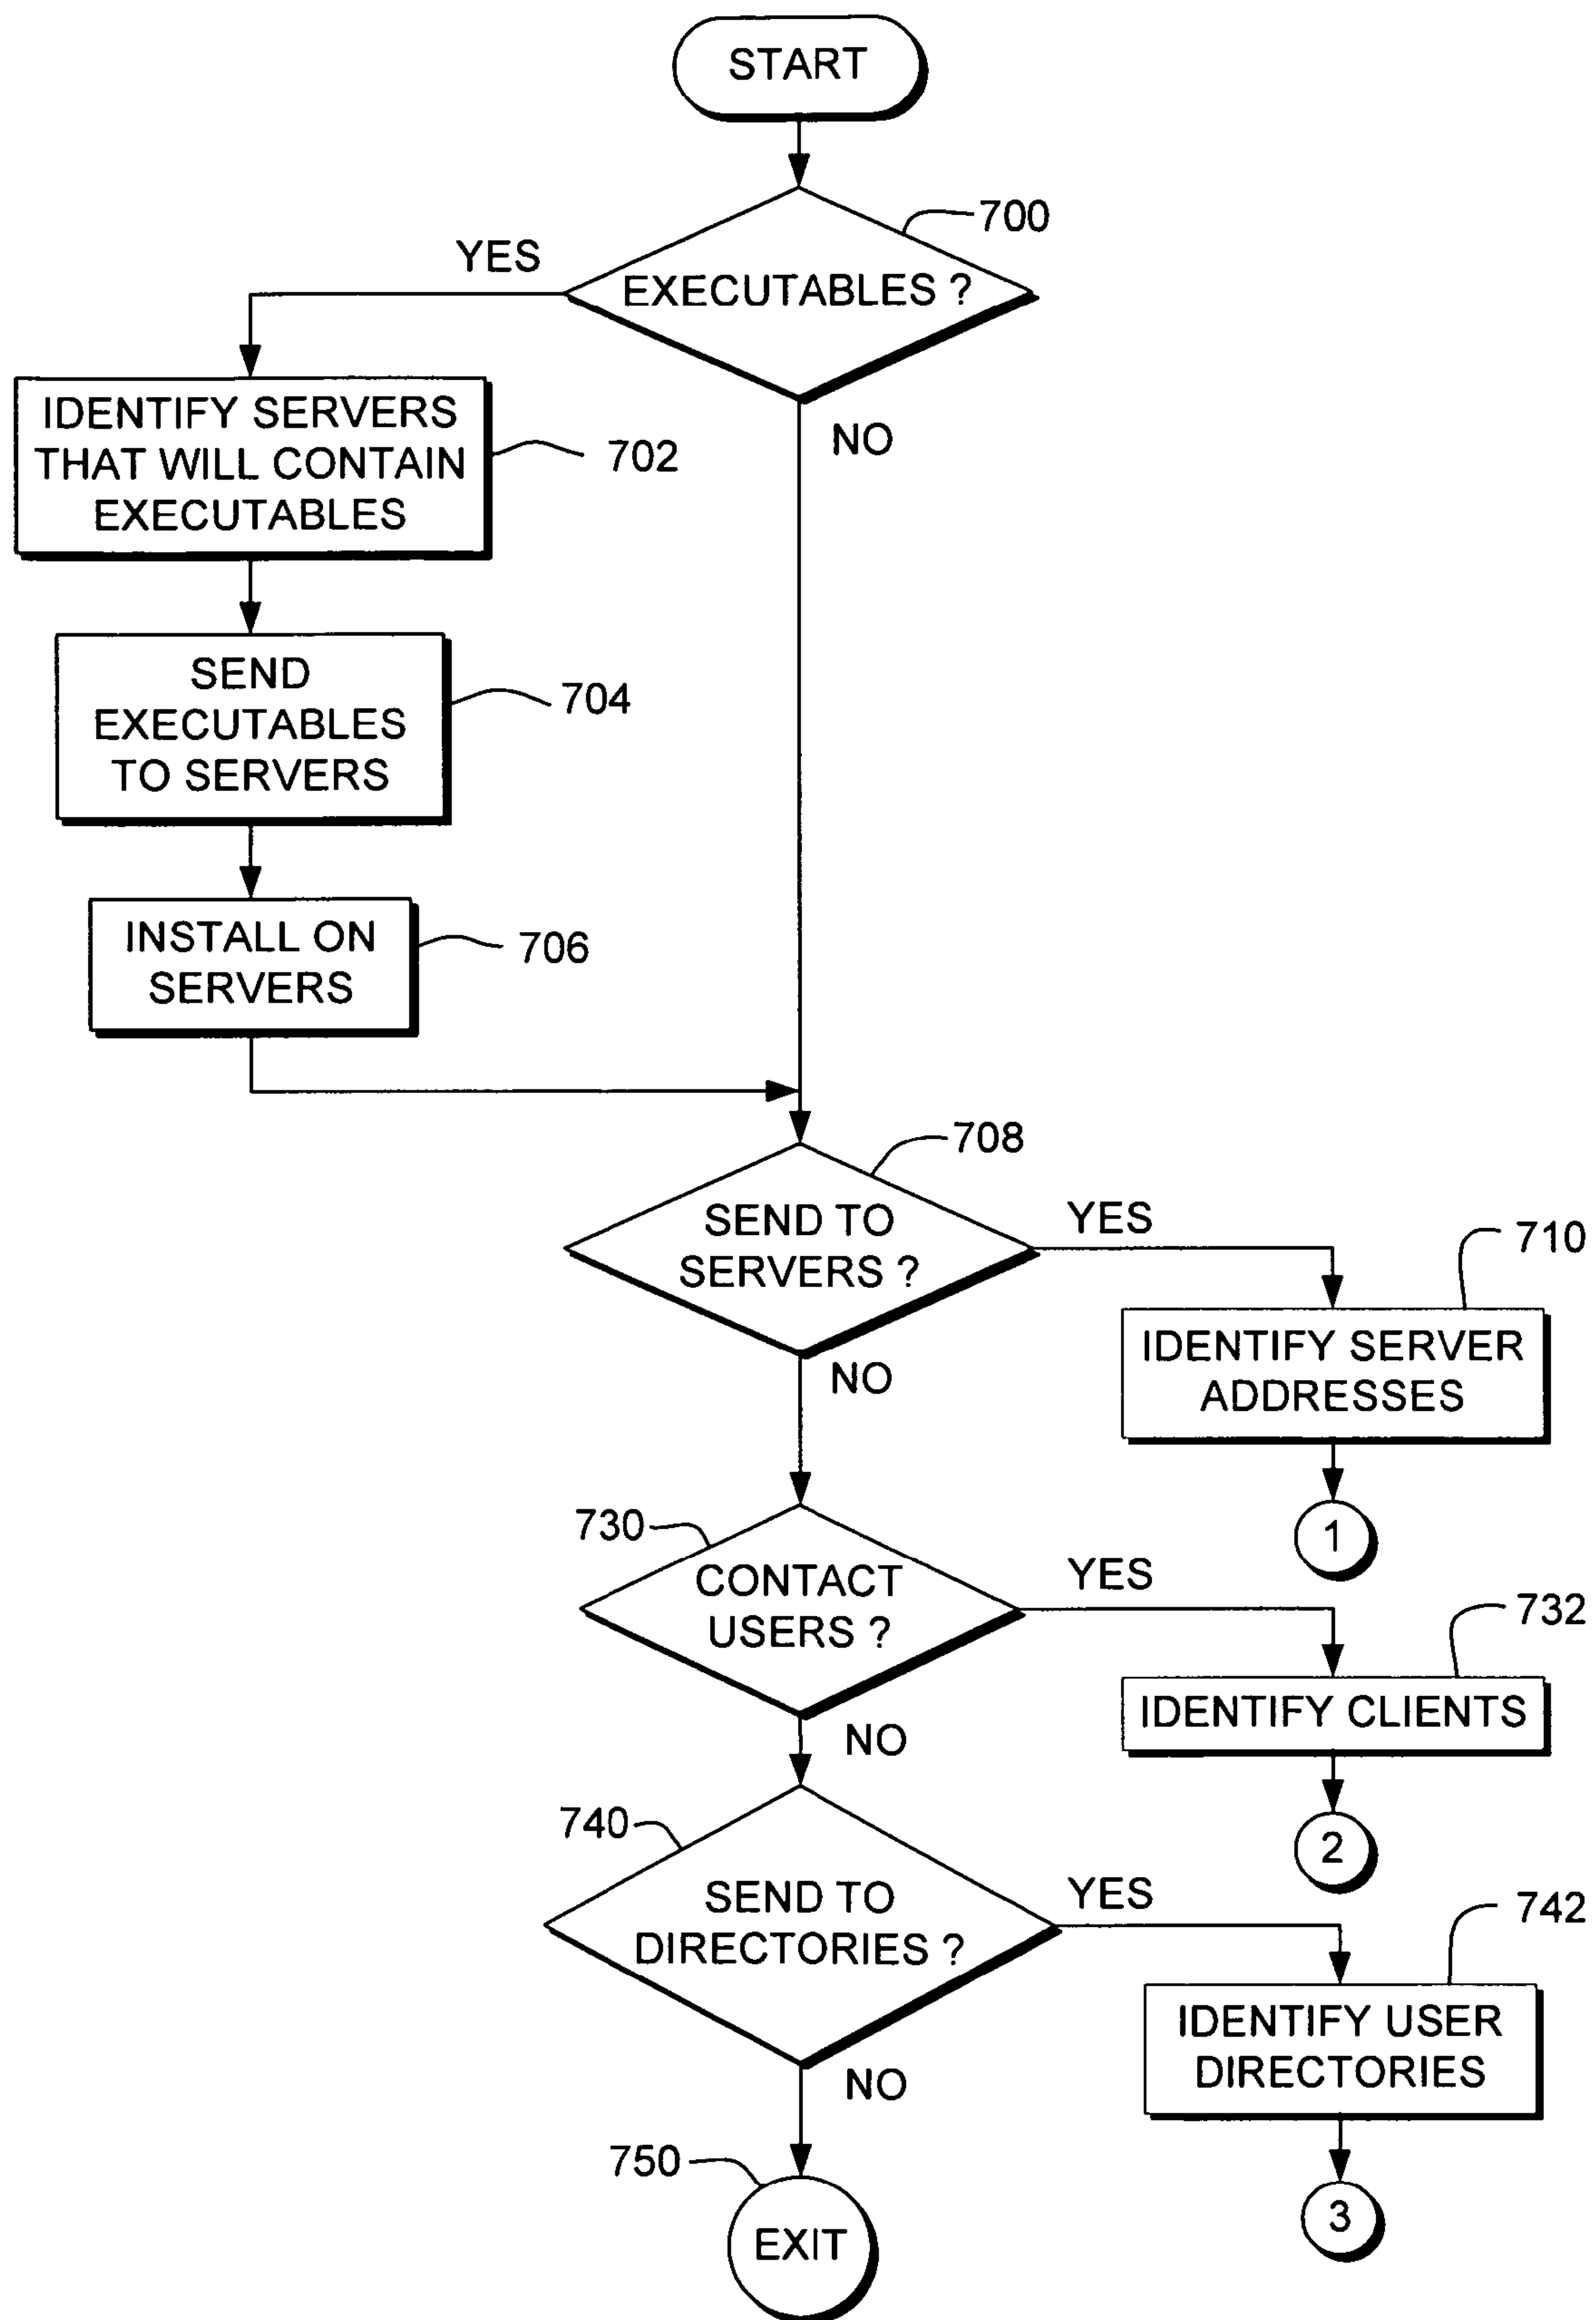 START
700
YES
EXECUTABLES ?
IDENTIFY SERVERS
THAT WILL CONTAIN
EXECUTABLES
702
NO
SEND
EXECUTABLES
TO SERVERS
704
INSTALL ON
SERVERS
706
708
SEND TO
SERVERS ?
YES
710
IDENTIFY SERVER
ADDRESSES
NO
1
730
CONTACT
USERS ?
YES
732
IDENTIFY CLIENTS
NO
2
740
SEND TO
DIRECTORIES ?
YES
742
IDENTIFY USER
DIRECTORIES
NO
3
750
EXIT